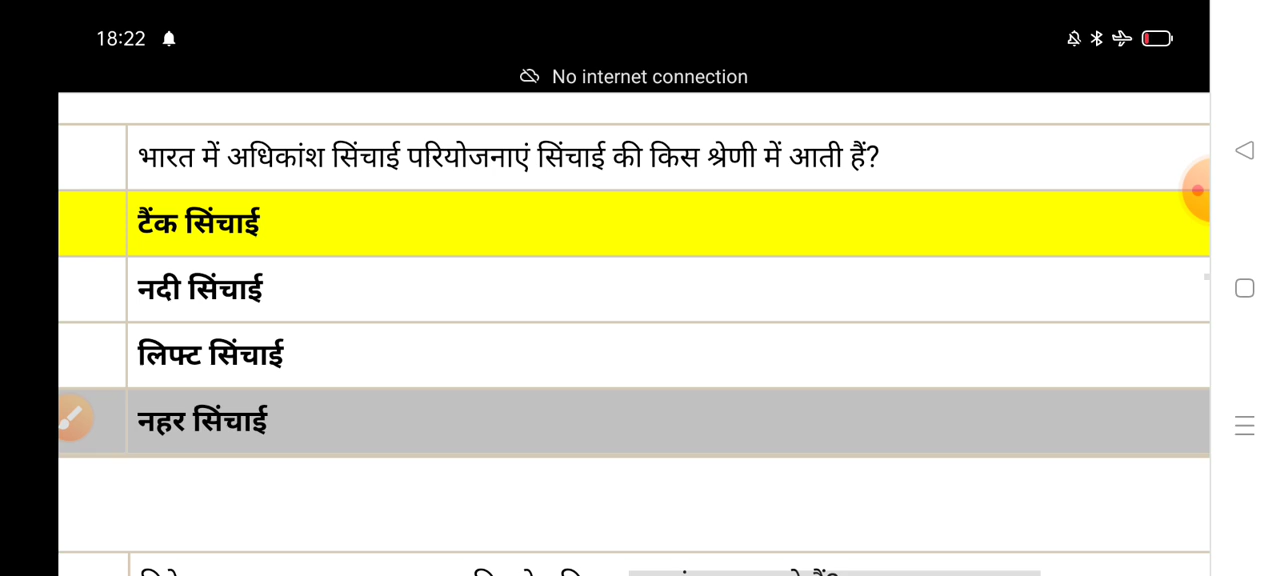 18:22
No internet connection
भारत में अधिकांश सिंचाई परियोजनाएं सिंचाई की किस श्रेणी में आती हैं?
टैंक सिंचाई
नदी सिंचाई
लिफ्ट सिंचाई
नहर सिंचाई